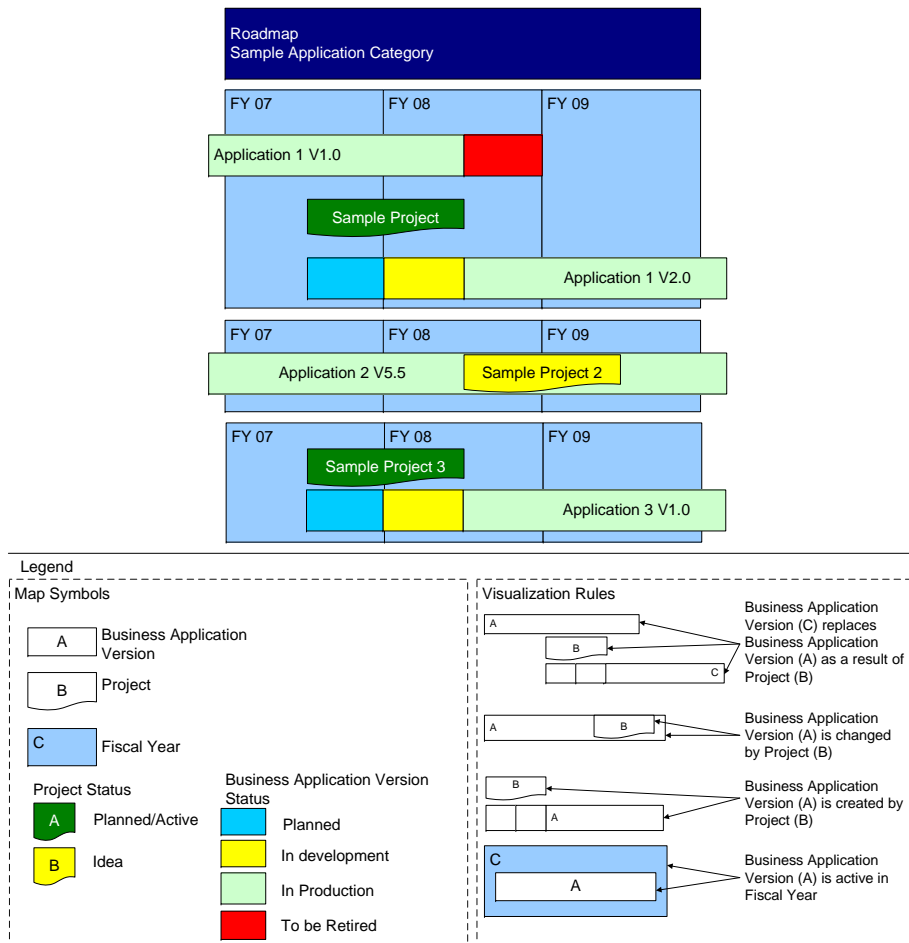 Roadmap
Sample Application Category
FY 07
FY 08
FY 09
Application 1 V1.0
Sample Project
Application 1 V2.0
FY 07
FY 08
FY 09
Application 2 V5.5
Sample Project 2
FY 07
FY 08
FY 09
Sample Project 3
Application 3 V1.0
Legend
Map Symbols
A
Business Application
Version
B
Project
C
Fiscal Year
Project Status
A
Planned/Active
B
Idea
Business Application Version
Status
Planned
In development
In Production
To be Retired
Visualization Rules
A
B
C
Business Application
Version (C) replaces
Business Application
Version (A) as a result of
Project (B)
A
B
Business Application
Version (A) is changed
by Project (B)
B
A
Business Application
Version (A) is created by
Project (B)
C
A
Business Application
Version (A) is active in
Fiscal Year